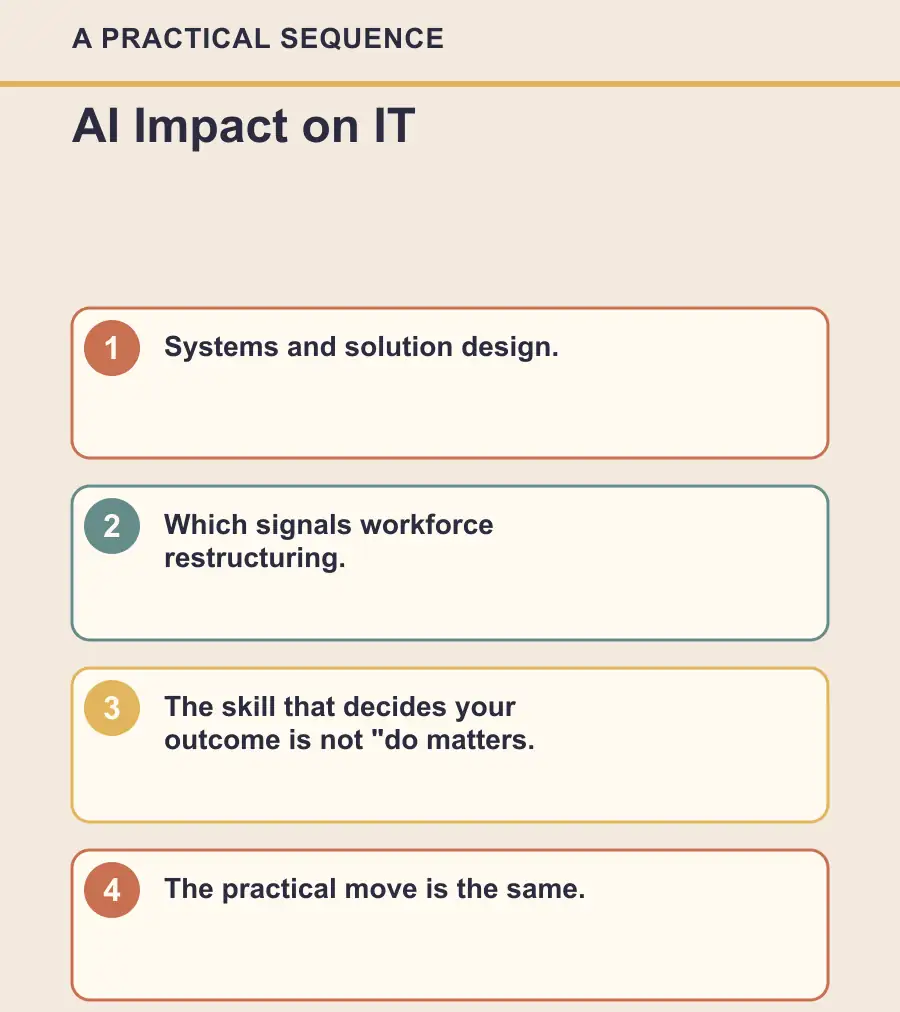 A PRACTICAL SEQUENCE
AI Impact on IT
1
Systems and solution design.
2
Which signals workforce
restructuring.
3
The skill that decides your
outcome is not "do matters.
4
The practical move is the same.